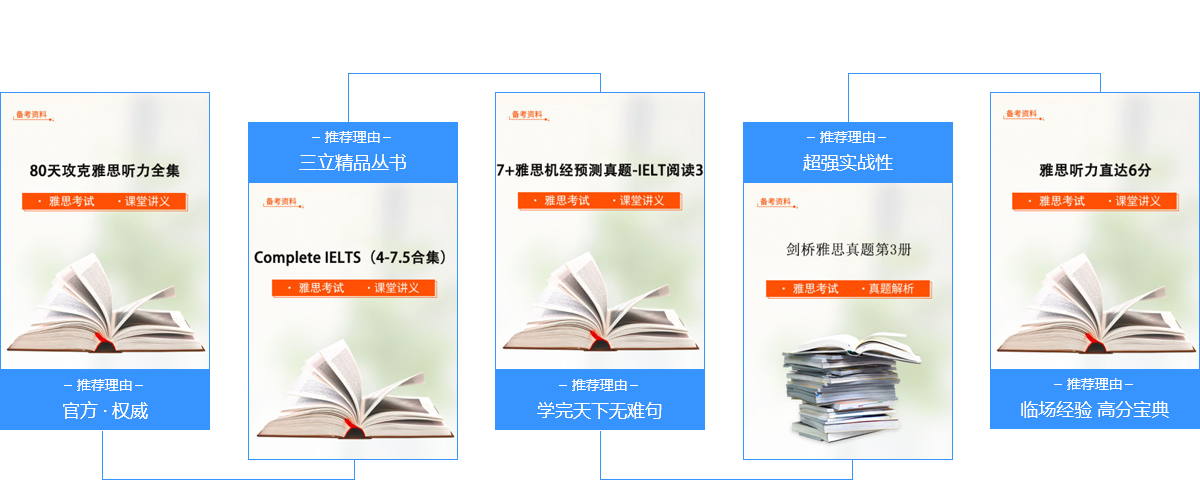 备考资料
80天攻克雅思听力全集
· 雅思考试 · 课堂讲义
– 推荐理由 –
官方 · 权威
– 推荐理由 –
三立精品丛书
备考资料
Complete IELTS（4-7.5合集）
· 雅思考试 · 课堂讲义
备考资料
7+雅思机经预测真题-IELT阅读3
· 雅思考试 · 课堂讲义
– 推荐理由 –
学完天下无难句
– 推荐理由 –
超强实战性
备考资料
剑桥雅思真题第3册
· 雅思考试 · 真题解析
备考资料
雅思听力直达6分
· 雅思考试 · 课堂讲义
– 推荐理由 –
临场经验 高分宝典